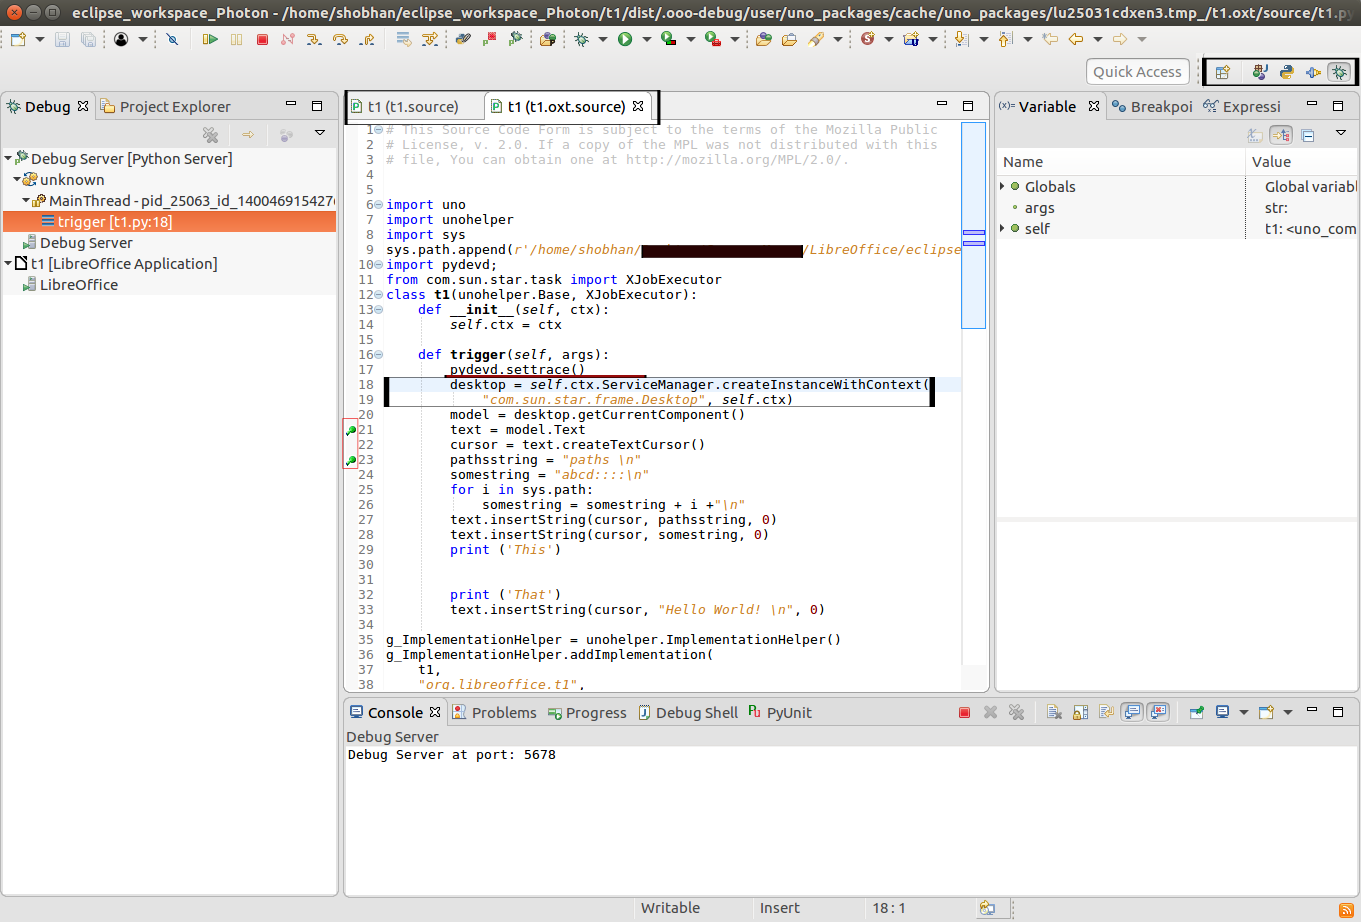 eclipse_workspace_Photon - /home/shobhan/eclipse_workspace_Photon/t1/dist/.ooo-debug/user/uno_packages/cache/uno_packages/lu25031cdxen3.tmp_/t1.oxt/source/t1.py
Quick Access
Debug
Project Explorer
Debug Server [Python Server]
unknown
MainThread - pid_25063_id_14004691542
trigger [t1.py:18]
Debug Server
t1 [LibreOffice Application]
LibreOffice
t1 (t1.source)
t1 (t1.oxt.source)
1 # This Source Code Form is subject to the terms of the Mozilla Public
2 # License, v. 2.0. If a copy of the MPL was not distributed with this
3 # file, You can obtain one at http://mozilla.org/MPL/2.0/.
4
5
6 import uno
7 import unohelper
8 import sys
9 sys.path.append(r'/home/shobhan/ /LibreOffice/eclipse
10 import pydevd;
11 from com.sun.star.task import XJobExecutor
12 class t1(unohelper.Base, XJobExecutor):
13 def __init__(self, ctx):
14 self.ctx = ctx
15
16 def trigger(self, args):
17 pydevd.settrace()
18 desktop = self.ctx.ServiceManager.createInstanceWithContext(
19 "com.sun.star.frame.Desktop", self.ctx)
20 model = desktop.getCurrentComponent()
21 text = model.Text
22 cursor = text.createTextCursor()
23 pathsstring = "paths \n"
24 somestring = "abcd::::\n"
25 for i in sys.path:
26 somestring = somestring + i +"\n"
27 text.insertString(cursor, pathsstring, 0)
28 text.insertString(cursor, somestring, 0)
29 print ('This')
30
31
32 print ('That')
33 text.insertString(cursor, "Hello World! \n", 0)
34
35 g_ImplementationHelper = unohelper.ImplementationHelper()
36 g_ImplementationHelper.addImplementation(
37 t1,
38 "org.libreoffice.t1",
(x)= Variable
Breakpoi
Expressi
Name Value
Globals Global variabl
args str:
self t1: <uno_com
Console
Problems
Progress
Debug Shell
PyUnit
Debug Server
Debug Server at port: 5678
Writable
Insert
18 : 1